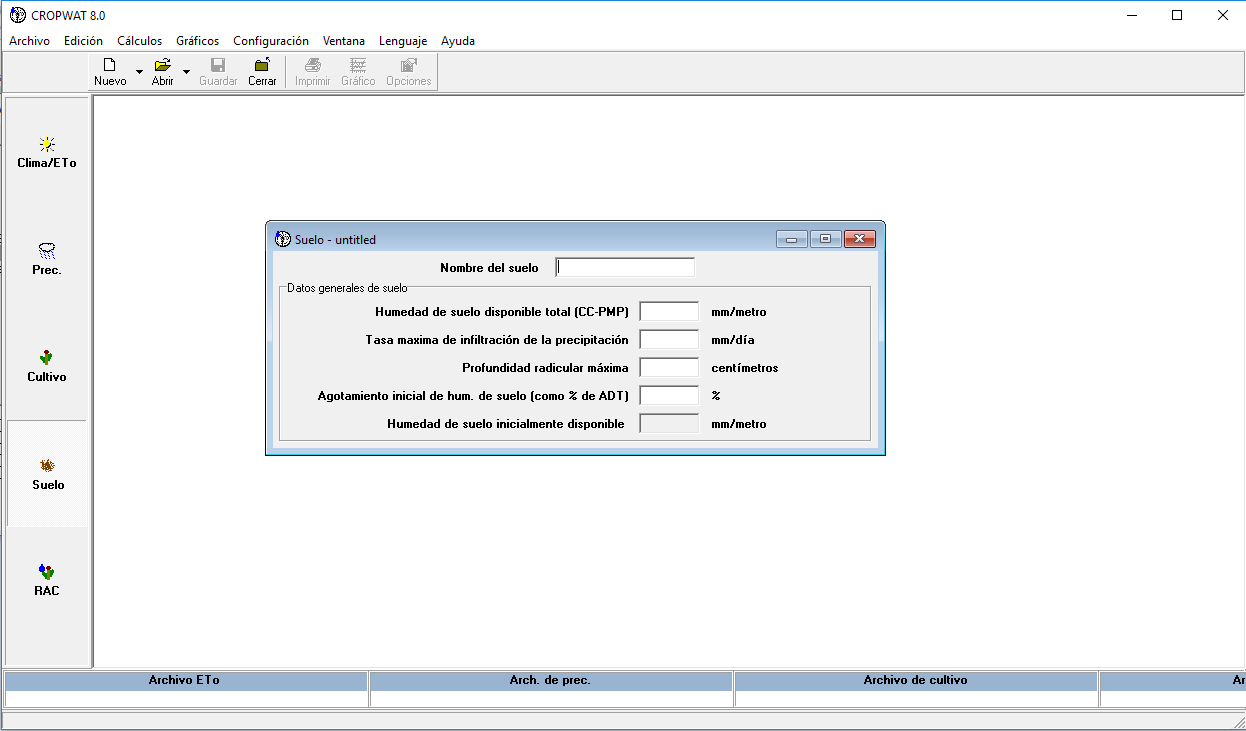 CROPWAT 8.0
Archivo Edición Cálculos Gráficos Configuración Ventana Lenguaje Ayuda
Nuevo Abrir Guardar Cerrar Imprimir Gráfico Opciones
Clima/ETo
Prec.
Cultivo
Suelo
RAC
Suelo - untitled
Nombre del suelo
Datos generales de suelo
Humedad de suelo disponible total (CC-PMP) mm/metro
Tasa maxima de infiltración de la precipitación mm/día
Profundidad radicular máxima centímetros
Agotamiento inicial de hum. de suelo (como % de ADT) %
Humedad de suelo inicialmente disponible mm/metro
Archivo ETo Arch. de prec. Archivo de cultivo Ar